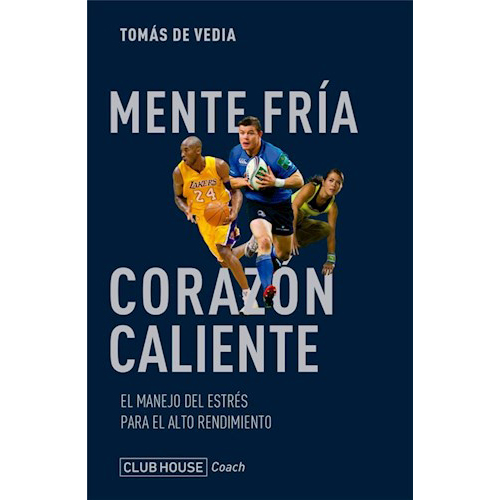 TOMÁS DE VEDIA
MENTE FRÍA
LAKERS
24
CORAZÓN
CALIENTE
EL MANEJO DEL ESTRÉS
PARA EL ALTO RENDIMIENTO
CLUB HOUSE Coach